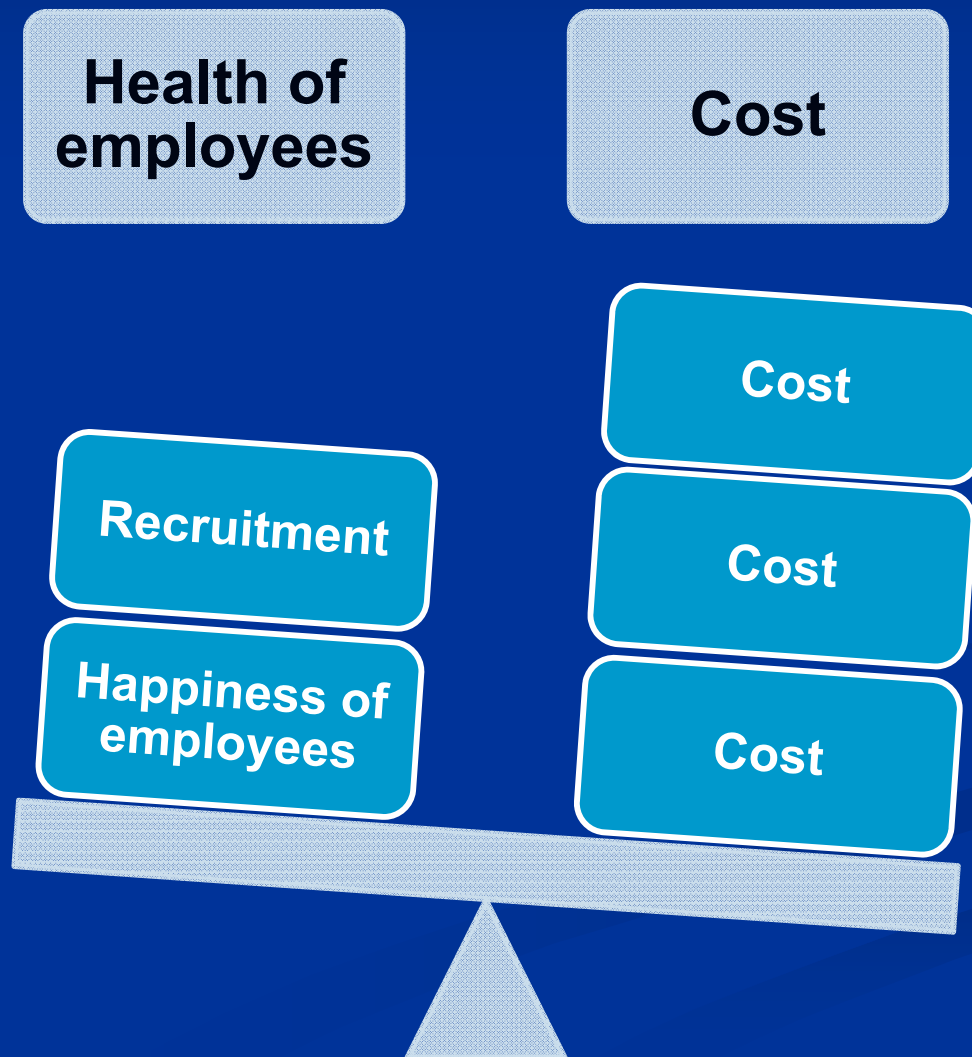 Health of
employees
Cost
Cost
Recruitment
Cost
Happiness of
employees
Cost